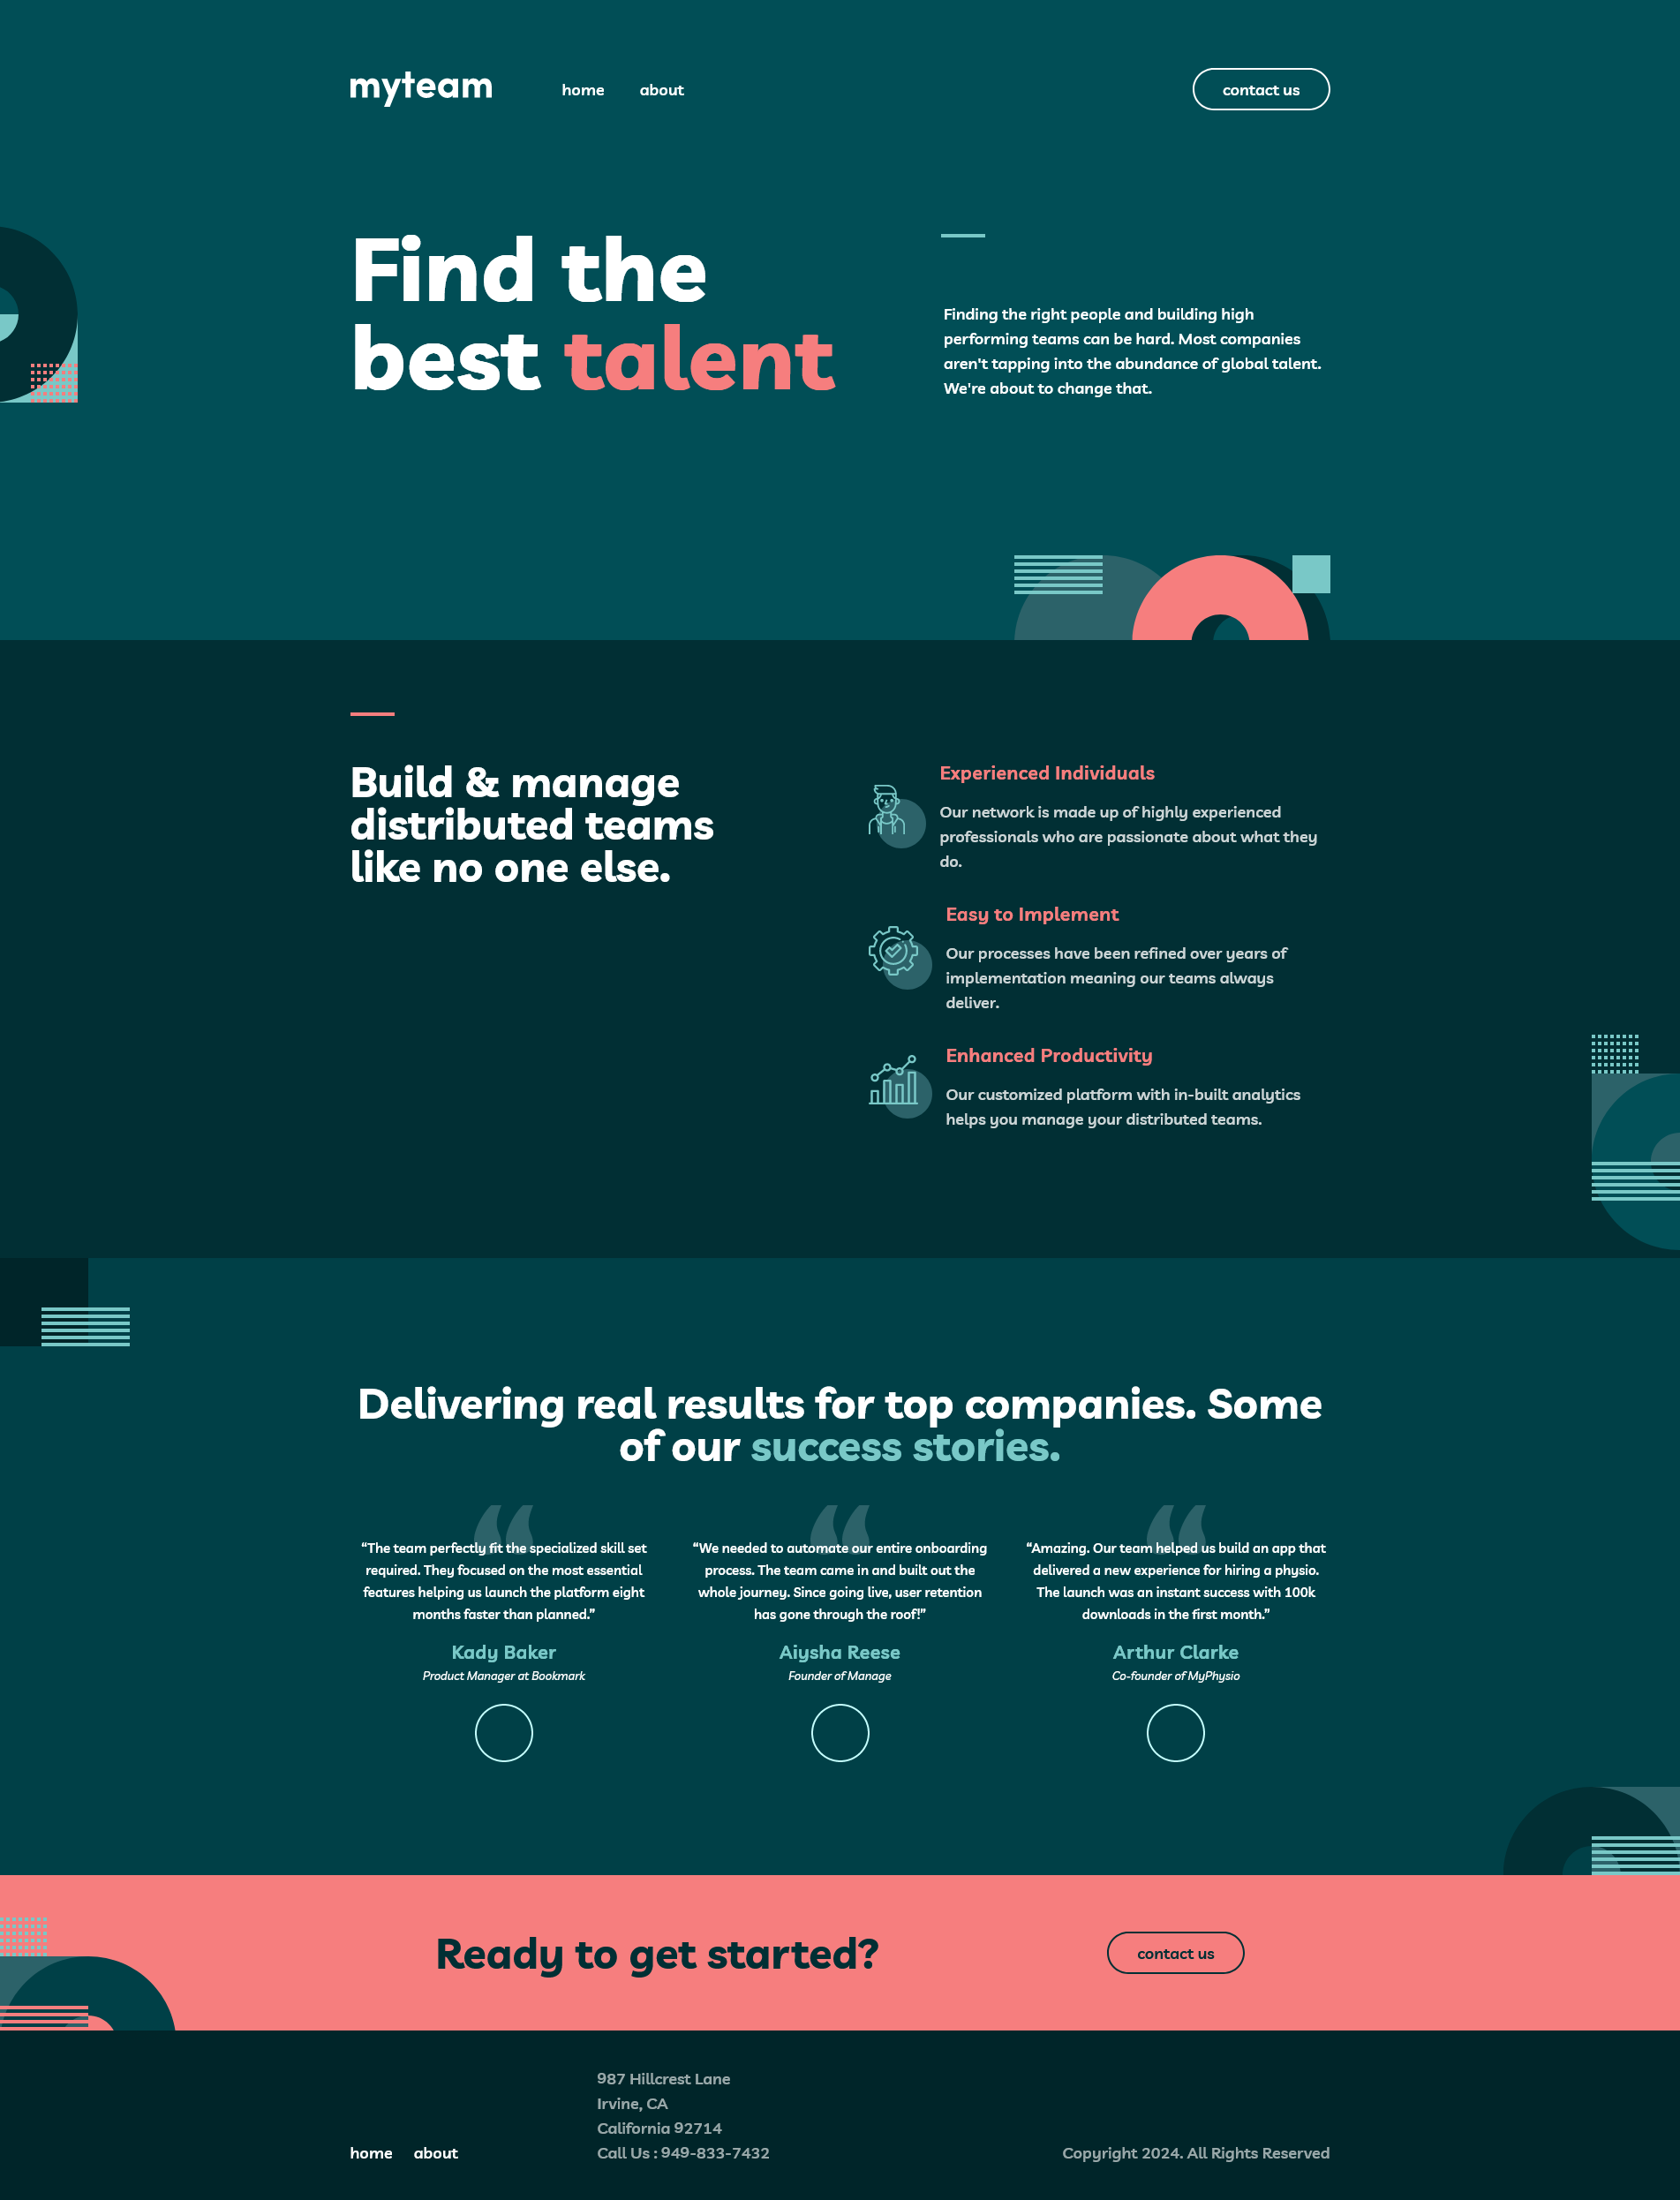 myteam
home
about
contact us
Find the
best talent
Finding the right people and building high
performing teams can be hard. Most companies
aren't tapping into the abundance of global talent.
We're about to change that.
Build & manage
distributed teams
like no one else.
Experienced Individuals
Our network is made up of highly experienced
professionals who are passionate about what they
do.
Easy to Implement
Our processes have been refined over years of
implementation meaning our teams always
deliver.
Enhanced Productivity
Our customized platform with in-built analytics
helps you manage your distributed teams.
Delivering real results for top companies. Some
of our success stories.
“The team perfectly fit the specialized skill set
required. They focused on the most essential
features helping us launch the platform eight
months faster than planned.”
Kady Baker
Product Manager at Bookmark
“We needed to automate our entire onboarding
process. The team came in and built out the
whole journey. Since going live, user retention
has gone through the roof!”
Aiysha Reese
Founder of Manage
“Amazing. Our team helped us build an app that
delivered a new experience for hiring a physio.
The launch was an instant success with 100k
downloads in the first month.”
Arthur Clarke
Co-founder of MyPhysio
Ready to get started?
contact us
home
about
987 Hillcrest Lane
Irvine, CA
California 92714
Call Us : 949-833-7432
Copyright 2024. All Rights Reserved